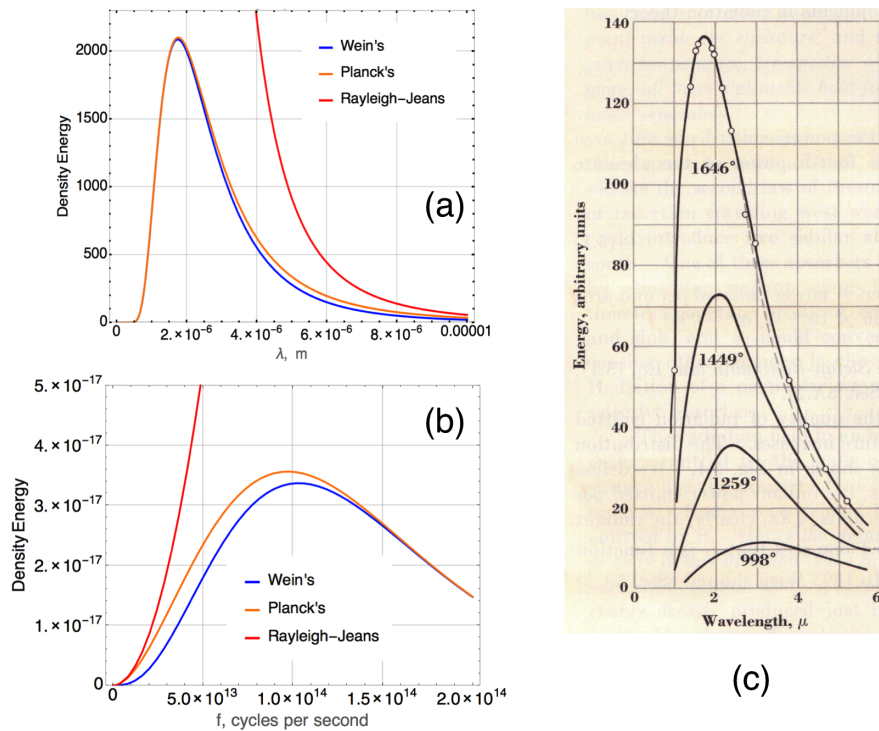 2000
1500
1000
500
0
Density Energy
Wein's
Planck's
Rayleigh-Jeans
(a)
0
2.×10-6
4.×10-6
6.×10-6
8.×10-6
0.00001
λ, m
5.×10-17
4.×10-17
3.×10-17
2.×10-17
1.×10-17
0
Density Energy
(b)
Wein's
Planck's
Rayleigh-Jeans
0
5.0×1013
1.0×1014
1.5×1014
2.0×1014
f, cycles per second
140
120
100
80
60
40
20
0
Energy, arbitrary units
1646°
1449°
1259°
998°
0
2
4
6
Wavelength, μ
(c)